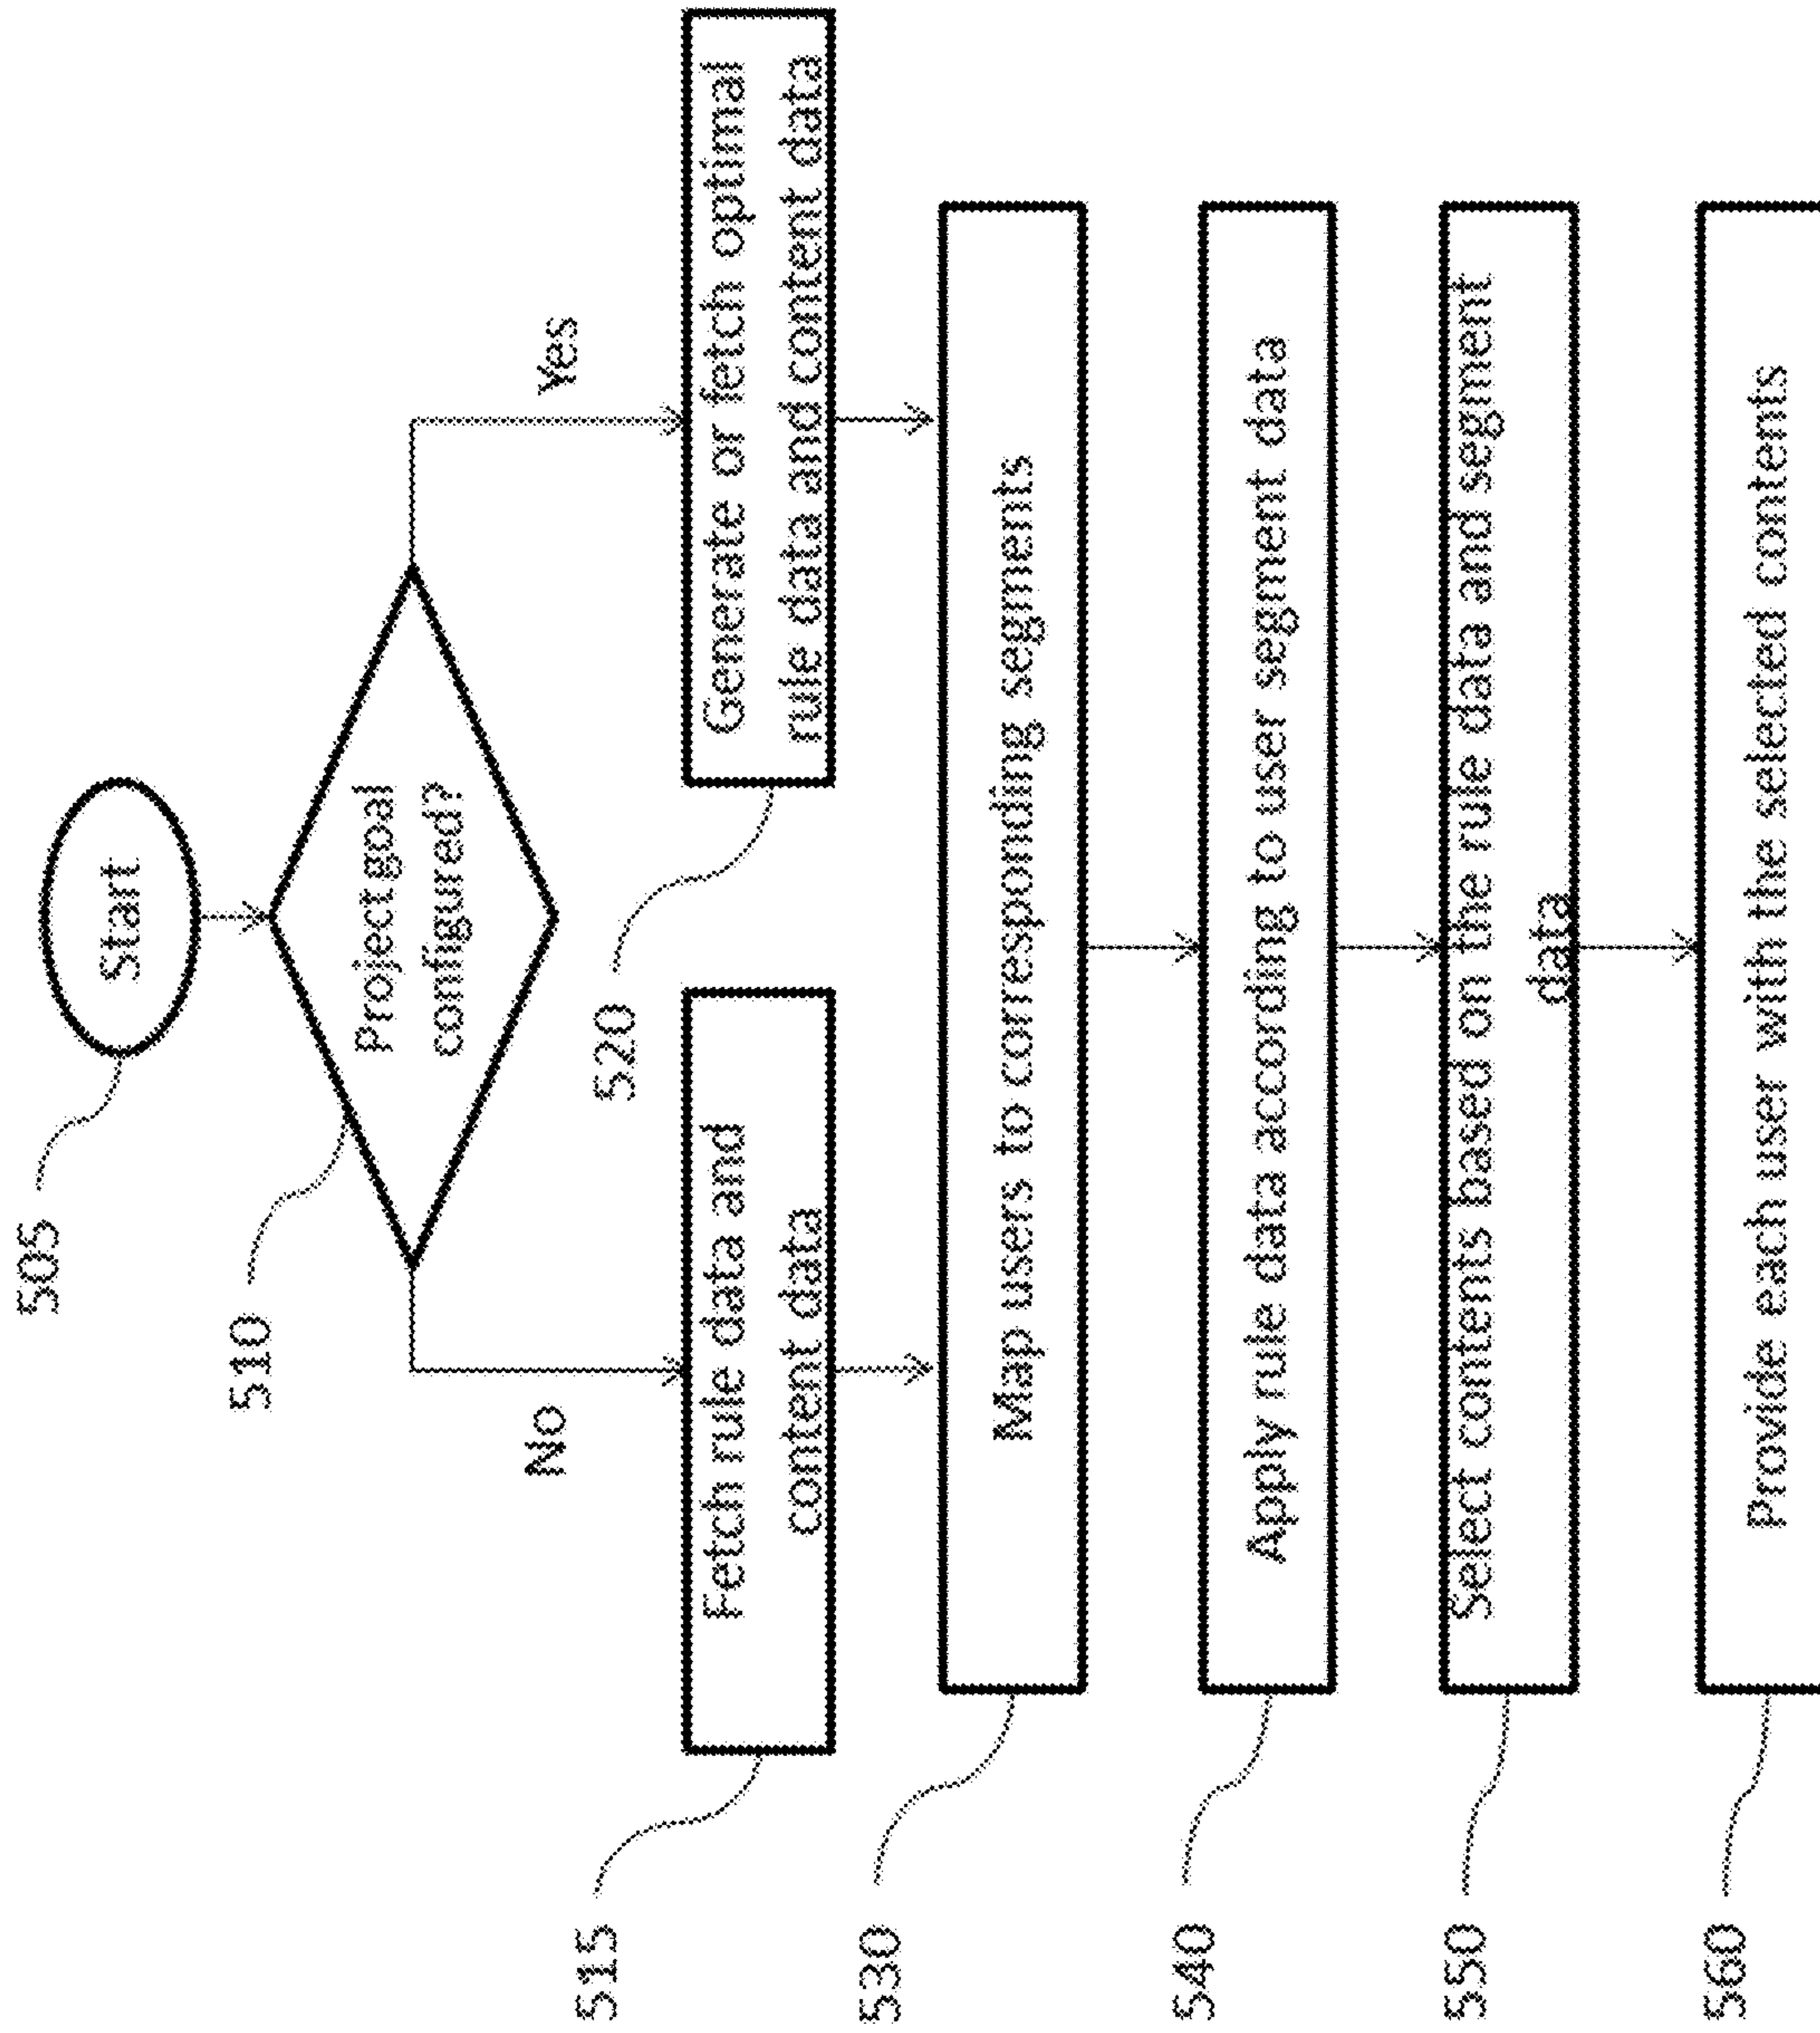 505
Start
510
Project goal
configured?
No
Yes
515
Fetch rule data and
content data
520
Generate or fetch optimal
rule data and content data
530
Map users to corresponding segments
540
Apply rule data according to user segment data
550
Select contents based on the rule data and segment
data
560
Provide each user with the selected contents